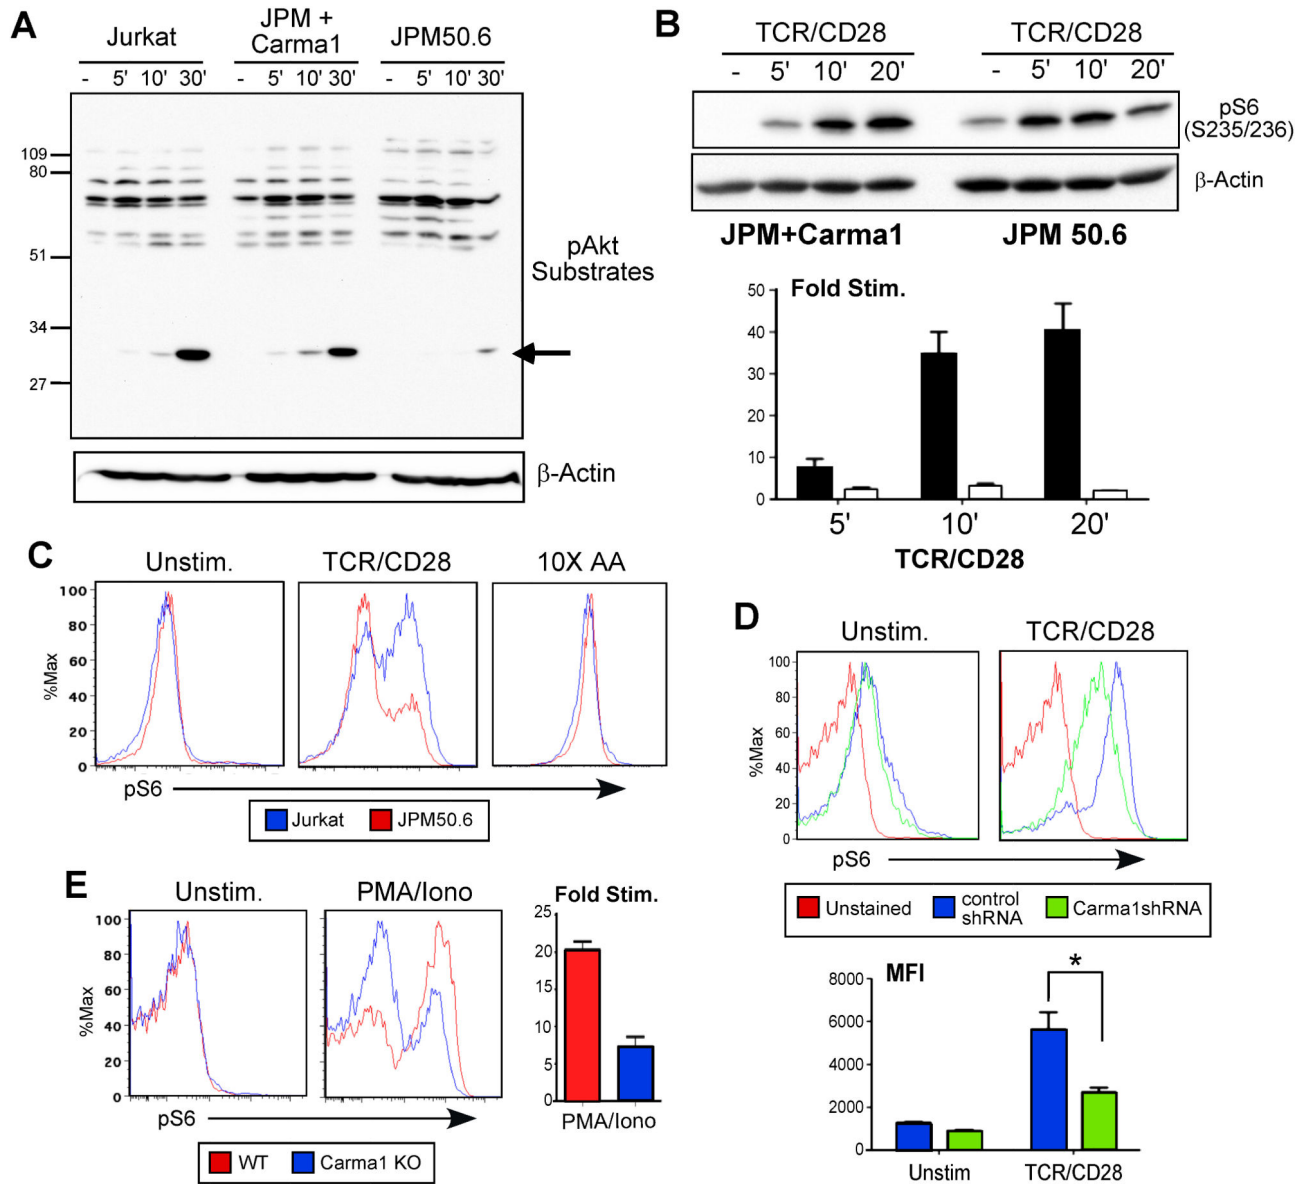 A
Jurkat
JPM +
Carma1
JPM50.6
- 5' 10' 30' - 5' 10' 30' - 5' 10' 30'
109
80
51
34
27
pAkt
Substrates
β-Actin
B
TCR/CD28 TCR/CD28
- 5' 10' 20' - 5' 10' 20'
pS6
(S235/236)
β-Actin
JPM+Carma1 JPM 50.6
Fold Stim.
50
40
30
20
10
0
5' 10' 20'
TCR/CD28
C
Unstim. TCR/CD28 10X AA
100
80
60
40
20
0
%Max
pS6
Jurkat JPM50.6
D
Unstim. TCR/CD28
100
80
60
40
20
0
%Max
pS6
Unstained control shRNA Carma1shRNA
MFI
*
8000
6000
4000
2000
0
Unstim TCR/CD28
E
Unstim. PMA/Iono
100
80
60
40
20
0
%Max
pS6
WT Carma1 KO
Fold Stim.
25
20
15
10
5
0
PMA/Iono